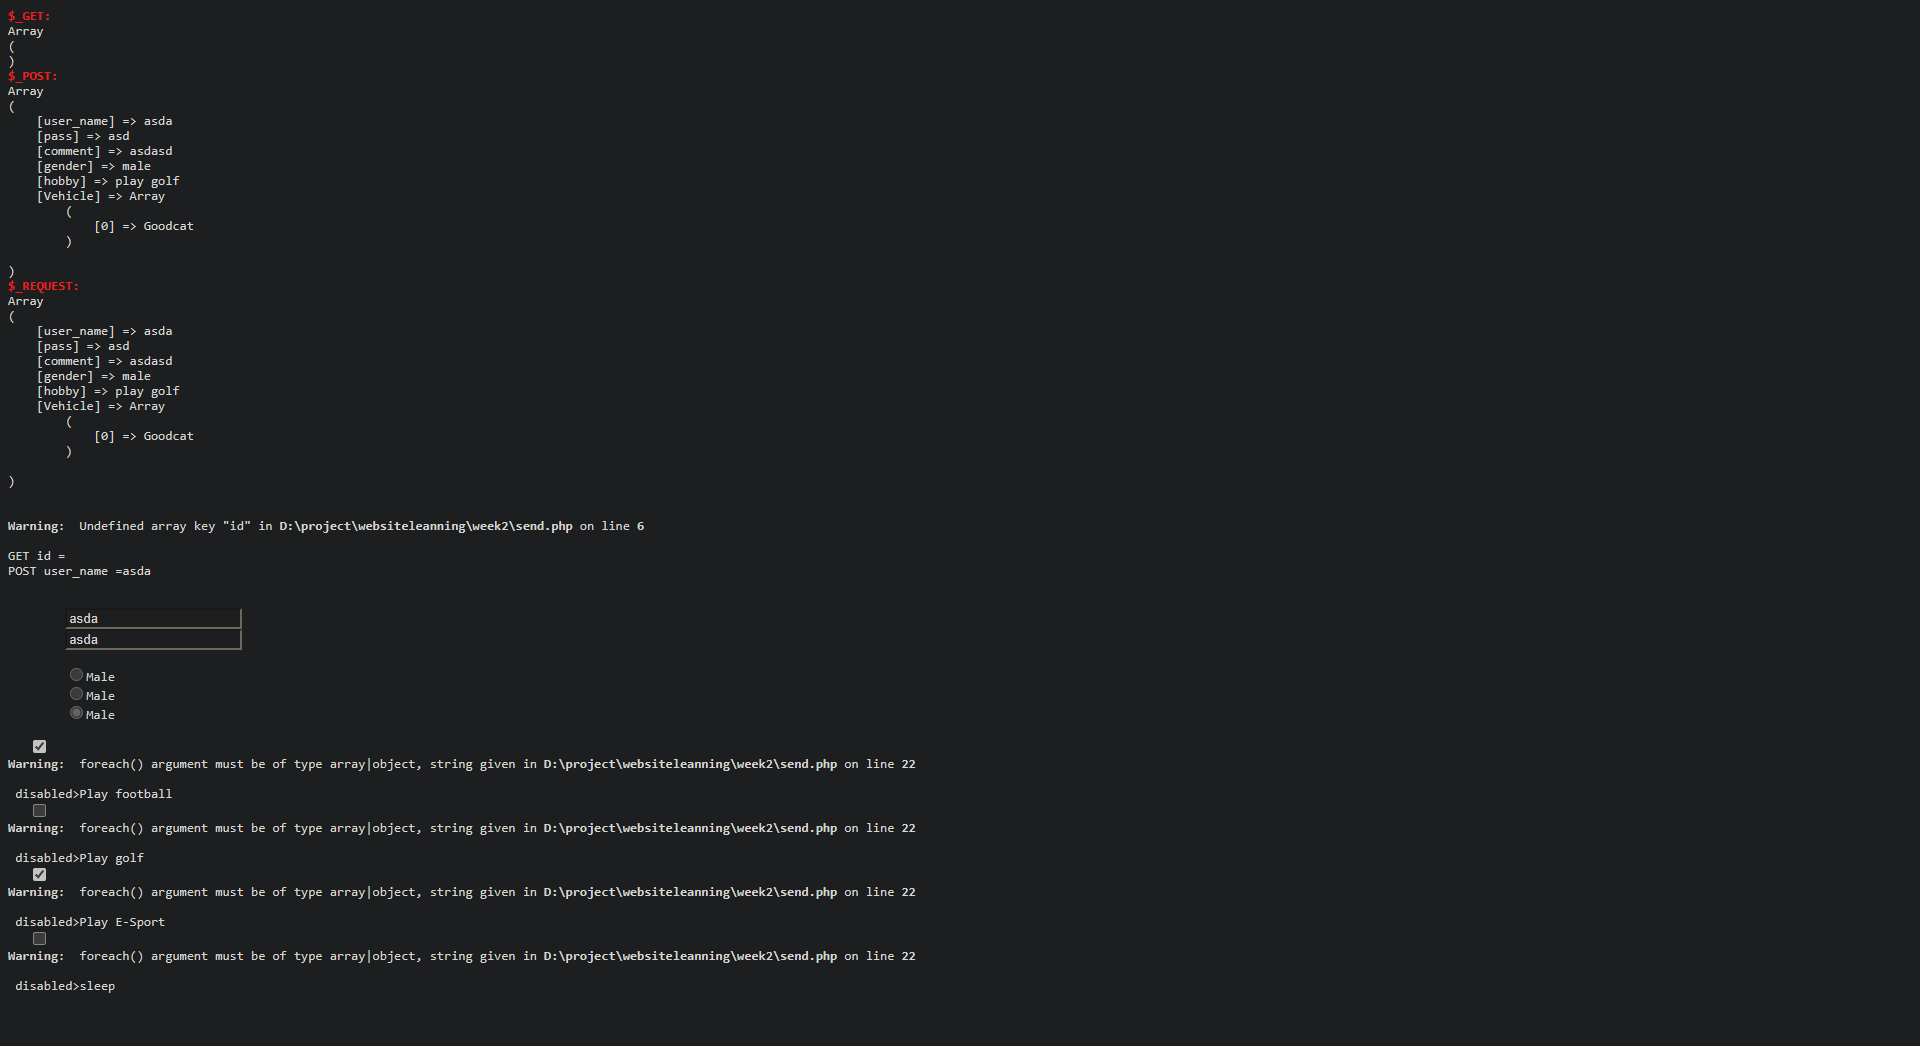 $_GET:
Array
(
)
$_POST:
Array
(
    [user_name] => asda
    [pass] => asd
    [comment] => asdasd
    [gender] => male
    [hobby] => play golf
    [Vehicle] => Array
        (
            [0] => Goodcat
        )
)
$_REQUEST:
Array
(
    [user_name] => asda
    [pass] => asd
    [comment] => asdasd
    [gender] => male
    [hobby] => play golf
    [Vehicle] => Array
        (
            [0] => Goodcat
        )
)
Warning:  Undefined array key "id" in D:\project\websiteleanning\week2\send.php on line 6
GET id =
POST user_name =asda
asda
asda
Male
Male
Male
Warning:  foreach() argument must be of type array|object, string given in D:\project\websiteleanning\week2\send.php on line 22
disabled>Play football
Warning:  foreach() argument must be of type array|object, string given in D:\project\websiteleanning\week2\send.php on line 22
disabled>Play golf
Warning:  foreach() argument must be of type array|object, string given in D:\project\websiteleanning\week2\send.php on line 22
disabled>Play E-Sport
Warning:  foreach() argument must be of type array|object, string given in D:\project\websiteleanning\week2\send.php on line 22
disabled>sleep